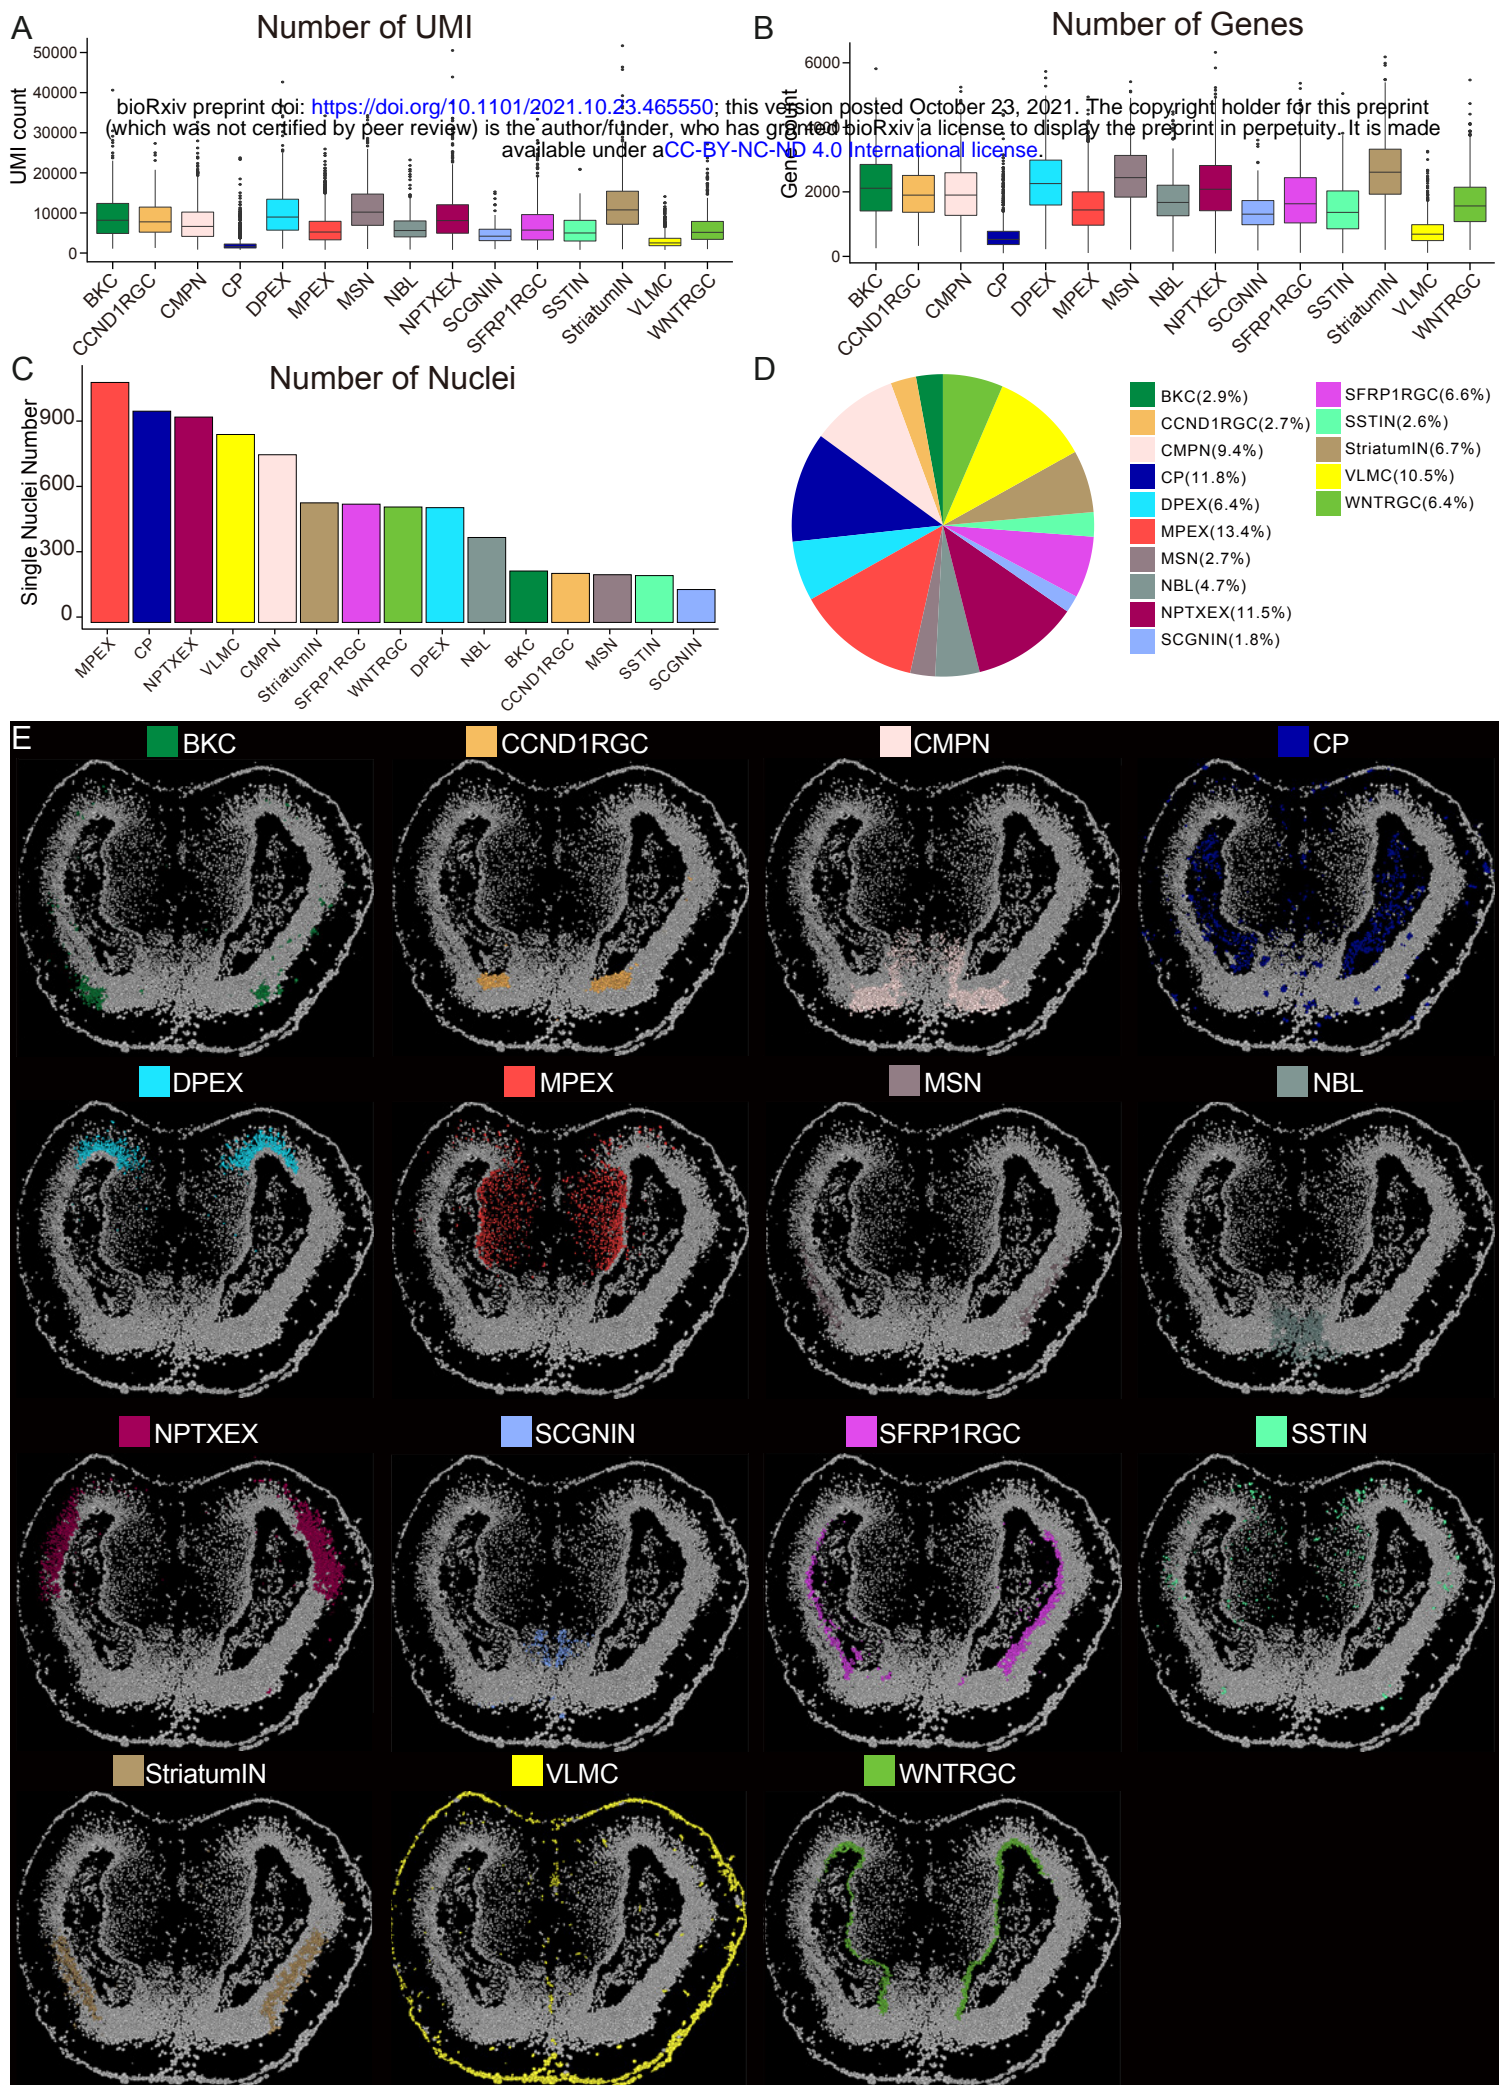 A
Number of UMI
UMI count
50000
40000
30000
20000
10000
0
BKC
CCND1RGC
CMPN
CP
DPEX
MPEX
MSN
NBL
NPTXEX
SCGNIN
SFRP1RGC
SSTIN
StriatumIN
VLMC
WNTRGC
B
Number of Genes
Gene count
6000
4000
2000
0
BKC
CCND1RGC
CMPN
CP
DPEX
MPEX
MSN
NBL
NPTXEX
SCGNIN
SFRP1RGC
SSTIN
StriatumIN
VLMC
WNTRGC
bioRxiv preprint doi: https://doi.org/10.1101/2021.10.23.465550; this version posted October 23, 2021. The copyright holder for this preprint
(which was not certified by peer review) is the author/funder, who has granted bioRxiv a license to display the preprint in perpetuity. It is made
available under aCC-BY-NC-ND 4.0 International license.
C
Number of Nuclei
Single Nuclei Number
900
600
300
0
MPEX
CP
NPTXEX
VLMC
CMPN
StriatumIN
SFRP1RGC
WNTRGC
DPEX
NBL
BKC
CCND1RGC
MSN
SSTIN
SCGNIN
D
BKC(2.9%)
CCND1RGC(2.7%)
CMPN(9.4%)
CP(11.8%)
DPEX(6.4%)
MPEX(13.4%)
MSN(2.7%)
NBL(4.7%)
NPTXEX(11.5%)
SCGNIN(1.8%)
SFRP1RGC(6.6%)
SSTIN(2.6%)
StriatumIN(6.7%)
VLMC(10.5%)
WNTRGC(6.4%)
E
BKC
CCND1RGC
CMPN
CP
DPEX
MPEX
MSN
NBL
NPTXEX
SCGNIN
SFRP1RGC
SSTIN
StriatumIN
VLMC
WNTRGC